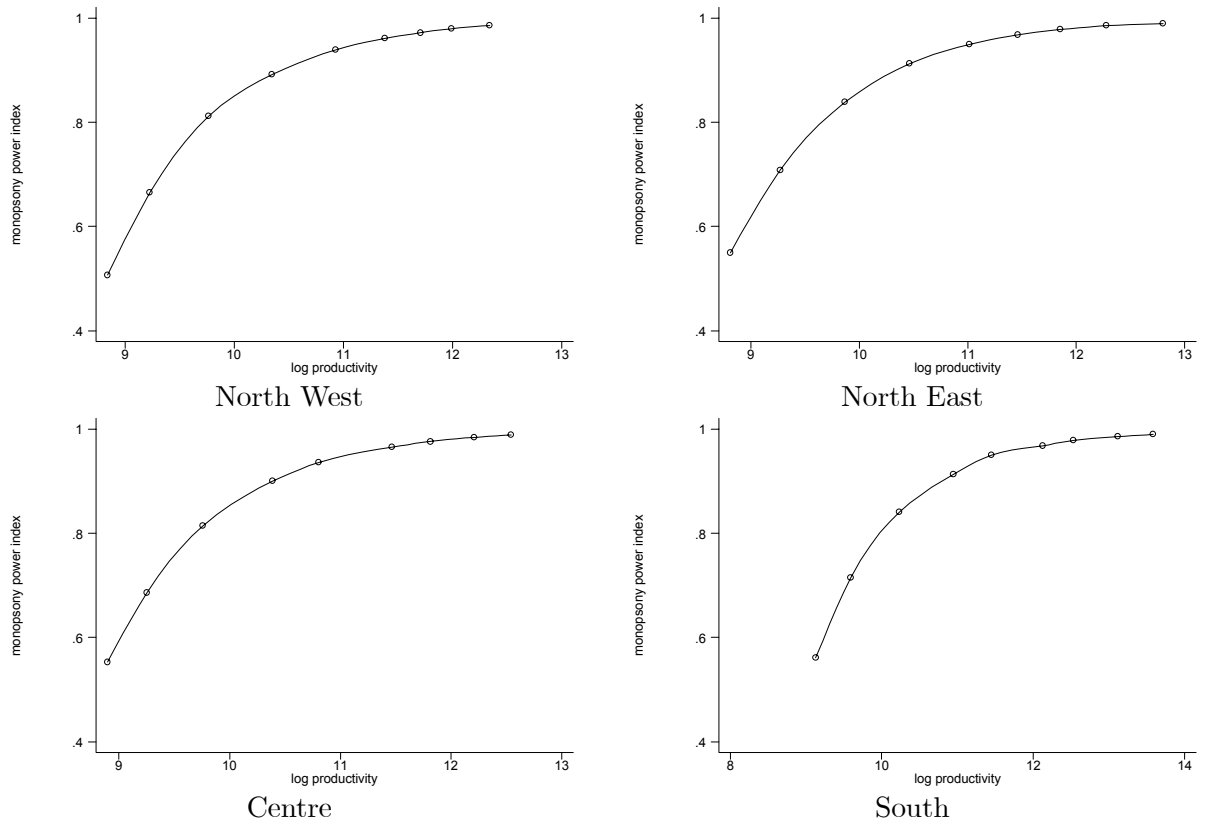 monopsony power index
1
.8
.6
.4
9 10 11 12 13
log productivity
North West
monopsony power index
1
.8
.6
.4
9 10 11 12 13
log productivity
North East
monopsony power index
1
.8
.6
.4
9 10 11 12 13
log productivity
Centre
monopsony power index
1
.8
.6
.4
8 10 12 14
log productivity
South